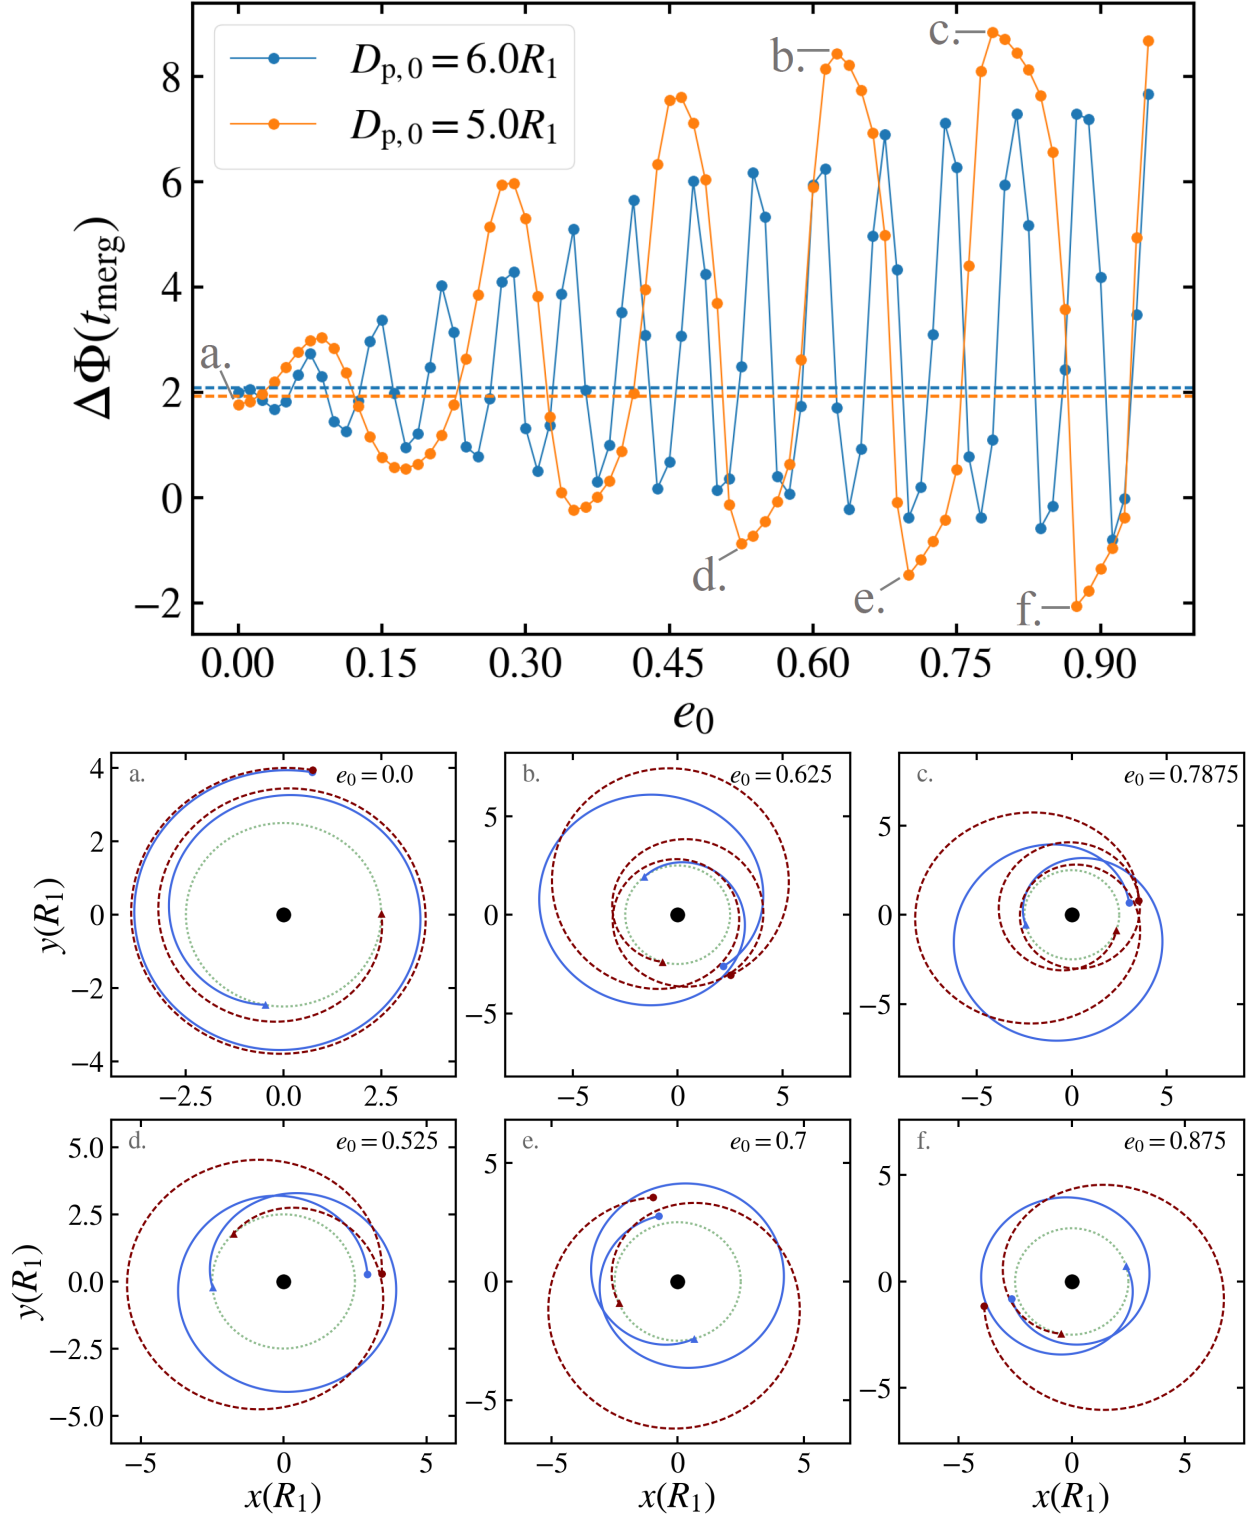 D_p,0 = 6.0R_1
D_p,0 = 5.0R_1
a.
b.
c.
d.
e.
f.
8
6
4
2
0
−2
ΔΦ(t_merg)
0.00 0.15 0.30 0.45 0.60 0.75 0.90
e_0
a. e_0 = 0.0
4
2
0
−2
−4
y(R_1)
−2.5 0.0 2.5
b. e_0 = 0.625
5
0
−5
−5 0 5
c. e_0 = 0.7875
5
0
−5
−5 0 5
d. e_0 = 0.525
5.0
2.5
0.0
−2.5
−5.0
y(R_1)
−5 0 5
x(R_1)
e. e_0 = 0.7
5
0
−5
−5 0 5
x(R_1)
f. e_0 = 0.875
5
0
−5
−5 0 5
x(R_1)